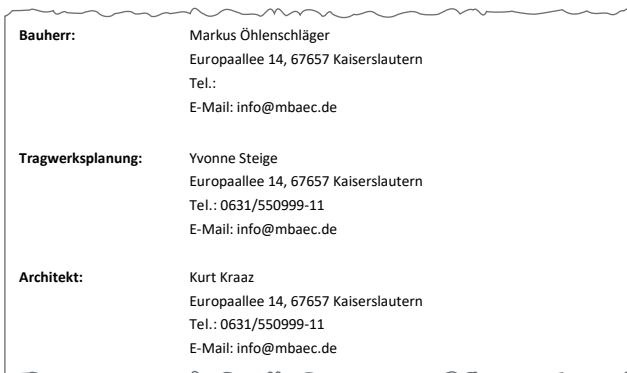 Bauherr: Markus Öhlenschläger
Europaallee 14, 67657 Kaiserslautern
Tel.:
E-Mail: info@mbaec.de
Tragwerksplanung: Yvonne Steige
Europaallee 14, 67657 Kaiserslautern
Tel.: 0631/550999-11
E-Mail: info@mbaec.de
Architekt: Kurt Kraaz
Europaallee 14, 67657 Kaiserslautern
Tel.: 0631/550999-11
E-Mail: info@mbaec.de